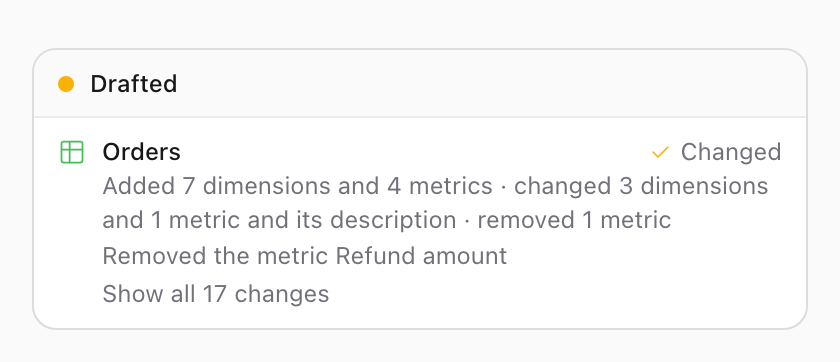 Drafted
Orders
Changed
Added 7 dimensions and 4 metrics · changed 3 dimensions
and 1 metric and its description · removed 1 metric
Removed the metric Refund amount
Show all 17 changes